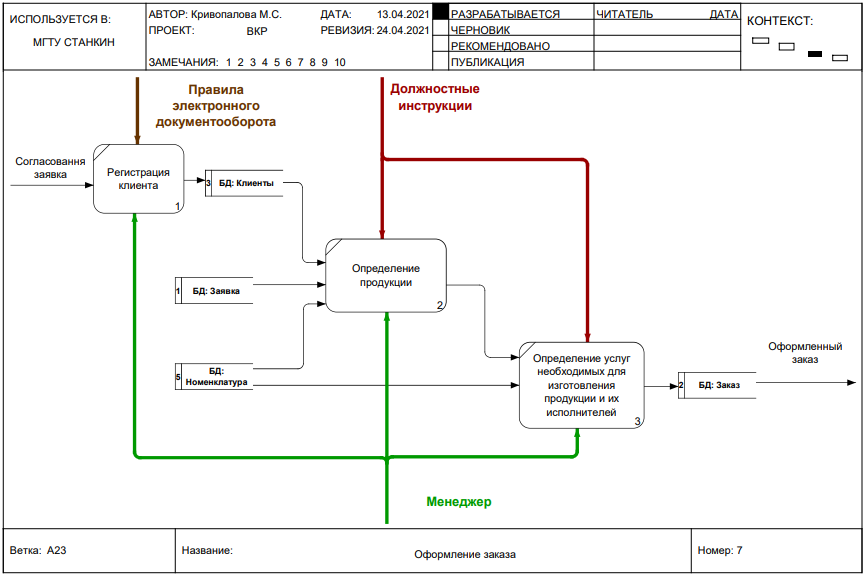 ИСПОЛЬЗУЕТСЯ В:
МГТУ СТАНКИН
АВТОР: Кривопалова М.С.
ДАТА: 13.04.2021
ПРОЕКТ: ВКР
РЕВИЗИЯ: 24.04.2021
ЗАМЕЧАНИЯ: 1 2 3 4 5 6 7 8 9 10
РАЗРАБАТЫВАЕТСЯ
ЧЕРНОВИК
РЕКОМЕНДОВАНО
ПУБЛИКАЦИЯ
ЧИТАТЕЛЬ ДАТА
КОНТЕКСТ:
Правила
электронного
документооборота
Должностные
инструкции
Согласовання
заявка
Регистрация
клиента
1
3 БД: Клиенты
Определение
продукции
2
1 БД: Заявка
5 БД:
Номенклатура
Определение услуг
необходимых для
изготовления
продукции и их
исполнителей
3
2 БД: Заказ
Оформленный
заказ
Менеджер
Ветка: A23
Название:
Оформление заказа
Номер: 7